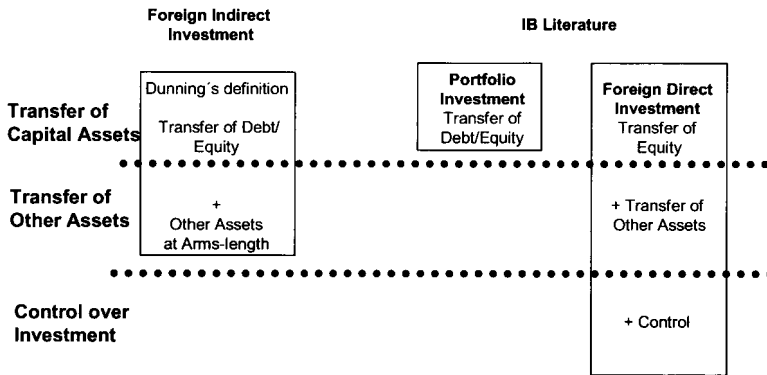 Foreign Indirect
Investment
IB Literature
Transfer of
Capital Assets
Dunning´s definition
Transfer of Debt/
Equity
Portfolio
Investment
Transfer of
Debt/Equity
Foreign Direct
Investment
Transfer of
Equity
Transfer of
Other Assets
+
Other Assets
at Arms-length
+ Transfer of
Other Assets
Control over
Investment
+ Control